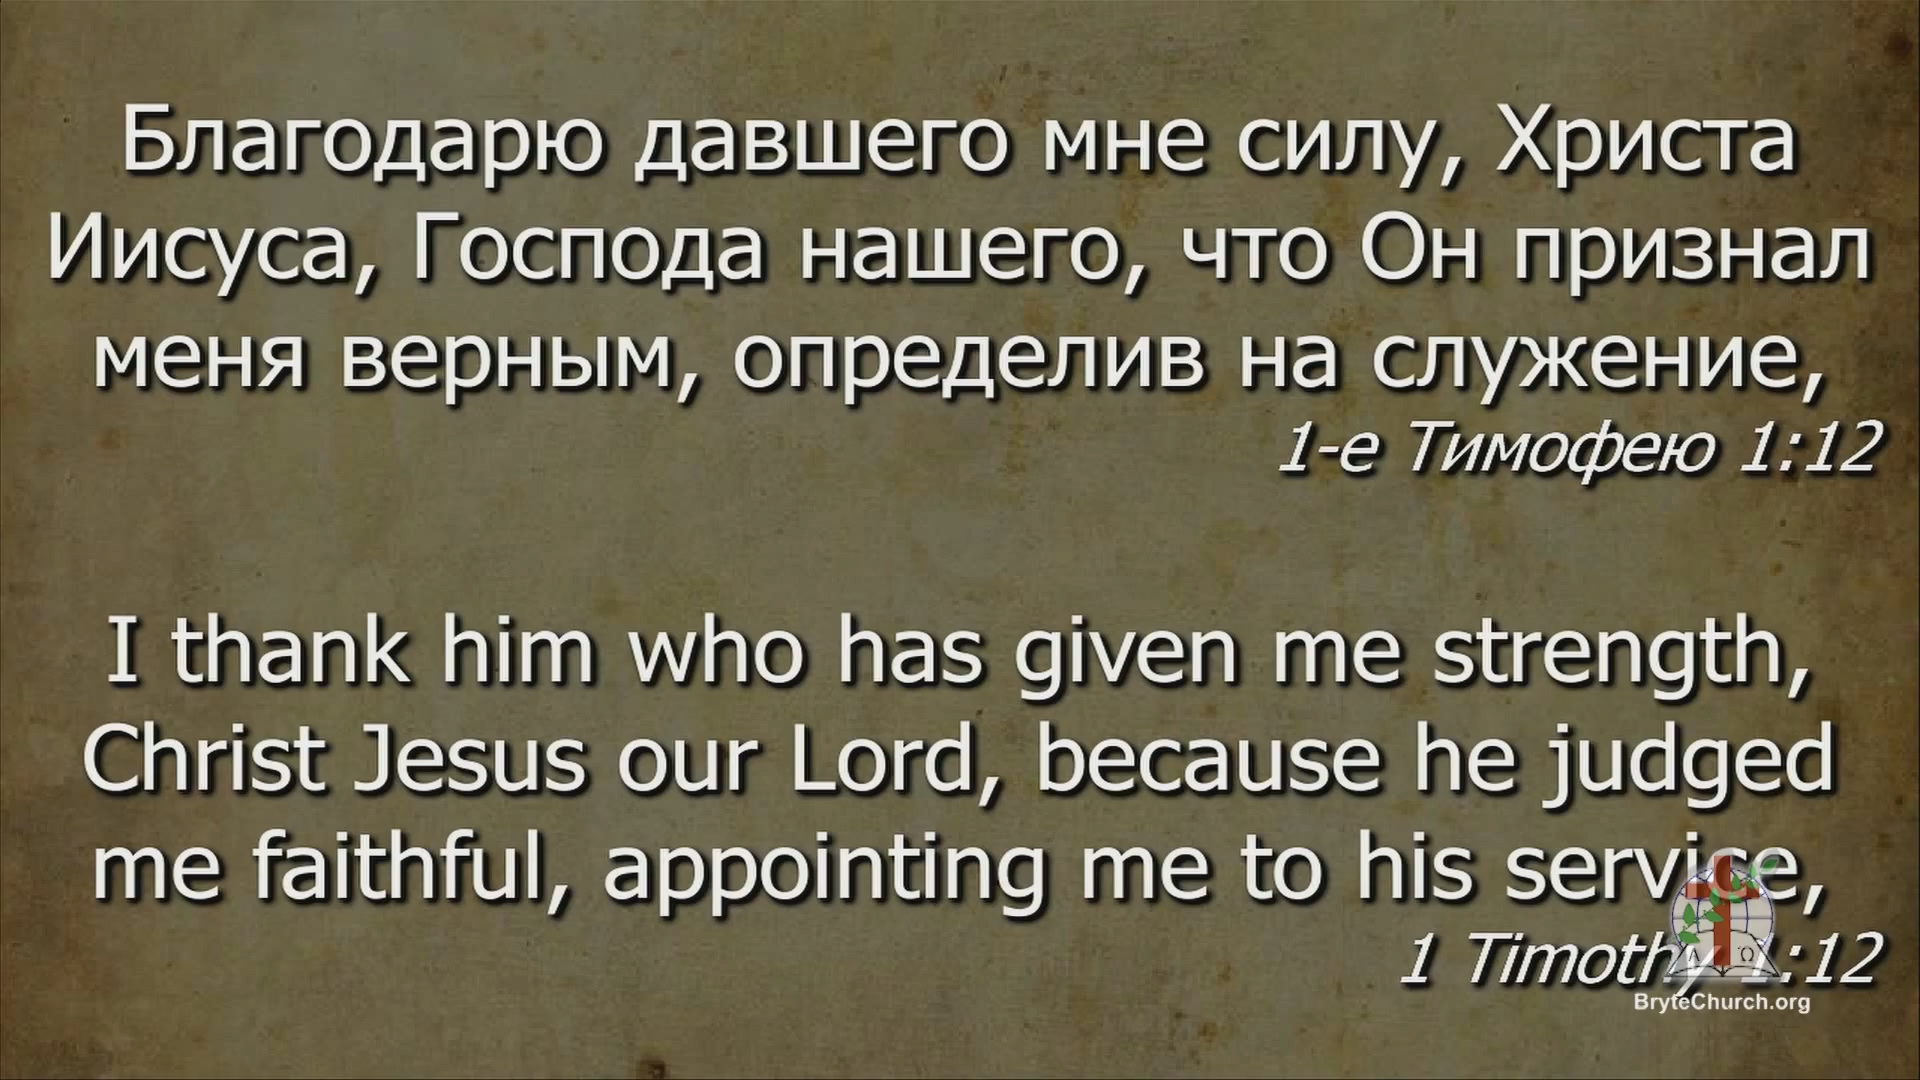 Благодарю давшего мне силу, Христа
Иисуса, Господа нашего, что Он признал
меня верным, определив на служение,
1-е Тимофею 1:12
I thank him who has given me strength,
Christ Jesus our Lord, because he judged
me faithful, appointing me to his service,
1 Timothy 1:12
Α Ω
BryteChurch.org